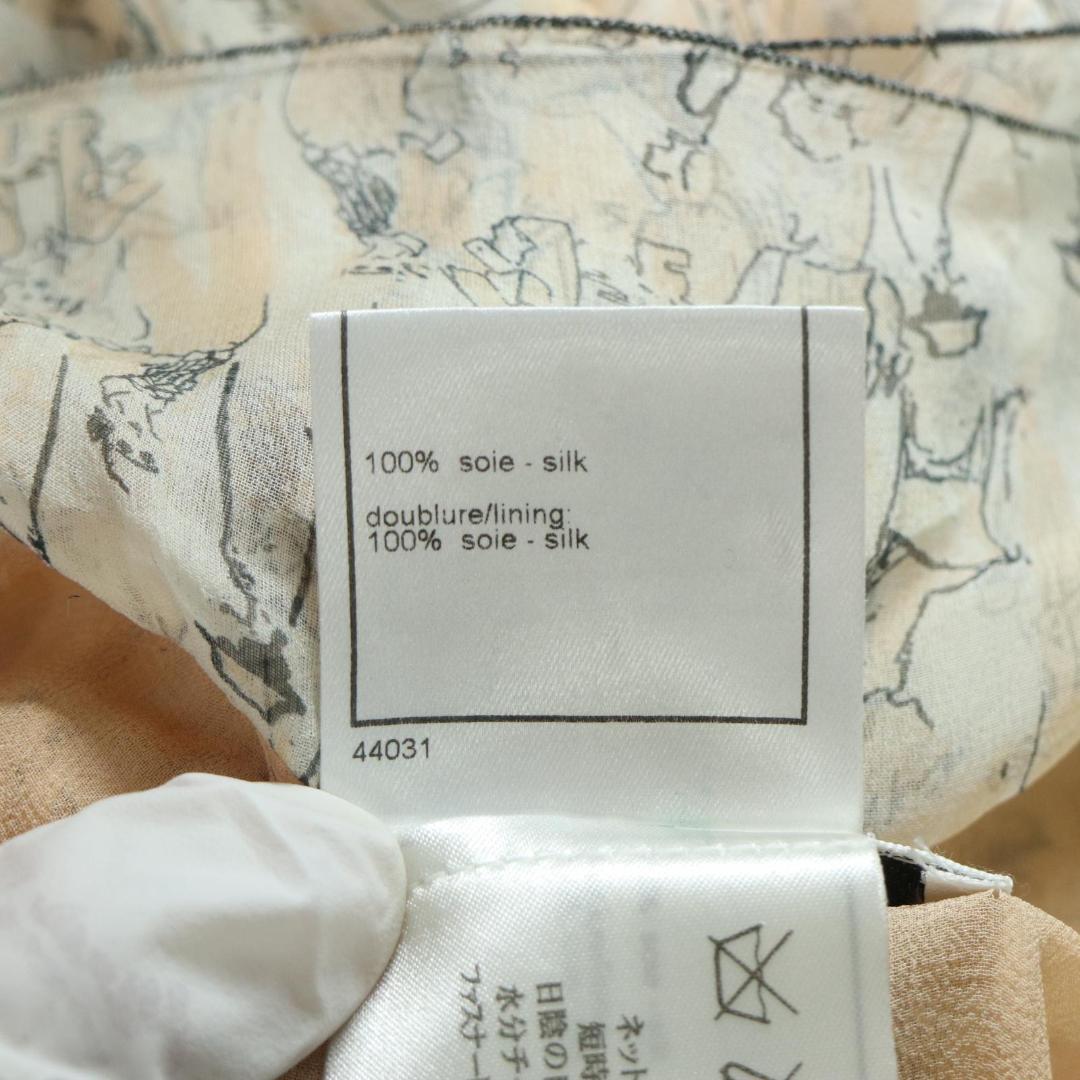 100% soie - silk
doublure/lining:
100% soie - silk
44031
ネット
短時
日陰の
水分チ
ファスナー